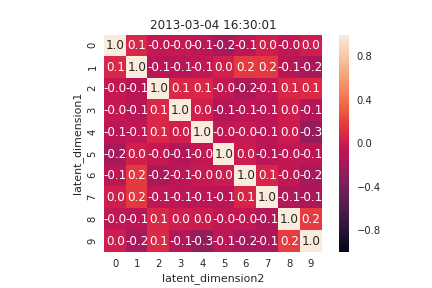 2013-03-04 16:30:01
latent_dimension1
0 1.0 0.1 -0.0 -0.0 -0.1 -0.2 -0.1 0.0 -0.0 0.0
1 0.1 1.0 -0.1 -0.1 -0.1 0.0 0.2 0.2 -0.1 -0.2
2 -0.0 -0.1 1.0 0.1 0.1 -0.0 -0.2 -0.1 0.1 0.1
3 -0.0 -0.1 0.1 1.0 0.0 -0.1 -0.1 -0.1 0.0 -0.1
4 -0.1 -0.1 0.1 0.0 1.0 -0.0 -0.0 -0.1 0.0 -0.3
5 -0.2 0.0 -0.0 -0.1 -0.0 1.0 0.0 -0.1 -0.0 -0.1
6 -0.1 0.2 -0.2 -0.1 -0.0 0.0 1.0 0.1 -0.0 -0.2
7 0.0 0.2 -0.1 -0.1 -0.1 -0.1 0.1 1.0 -0.1 -0.1
8 -0.0 -0.1 0.1 0.0 0.0 -0.0 -0.0 -0.1 1.0 0.2
9 0.0 -0.2 0.1 -0.1 -0.3 -0.1 -0.2 -0.1 0.2 1.0
0 1 2 3 4 5 6 7 8 9
latent_dimension2
0.8
0.4
0.0
−0.4
−0.8